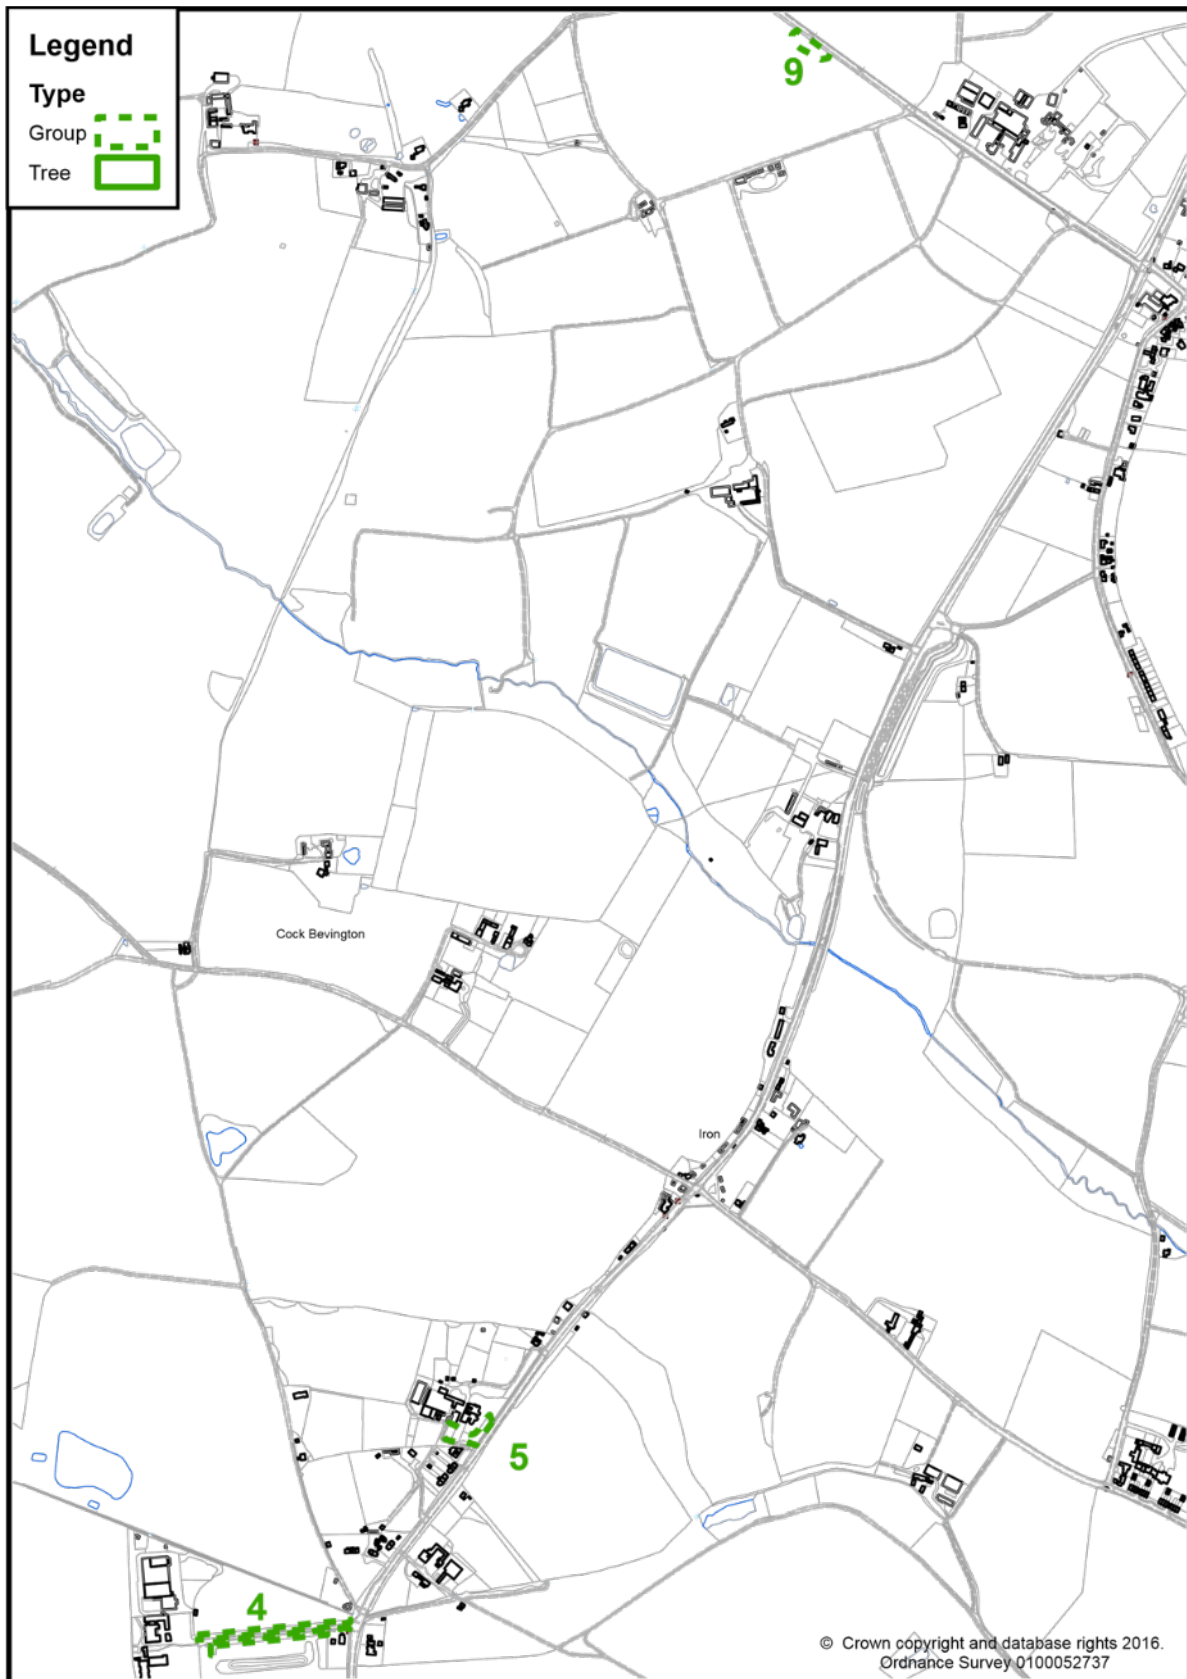 Legend
Type
Group
Tree
9
Cock Bevington
Iron
5
4
© Crown copyright and database rights 2016.
Ordnance Survey 0100052737